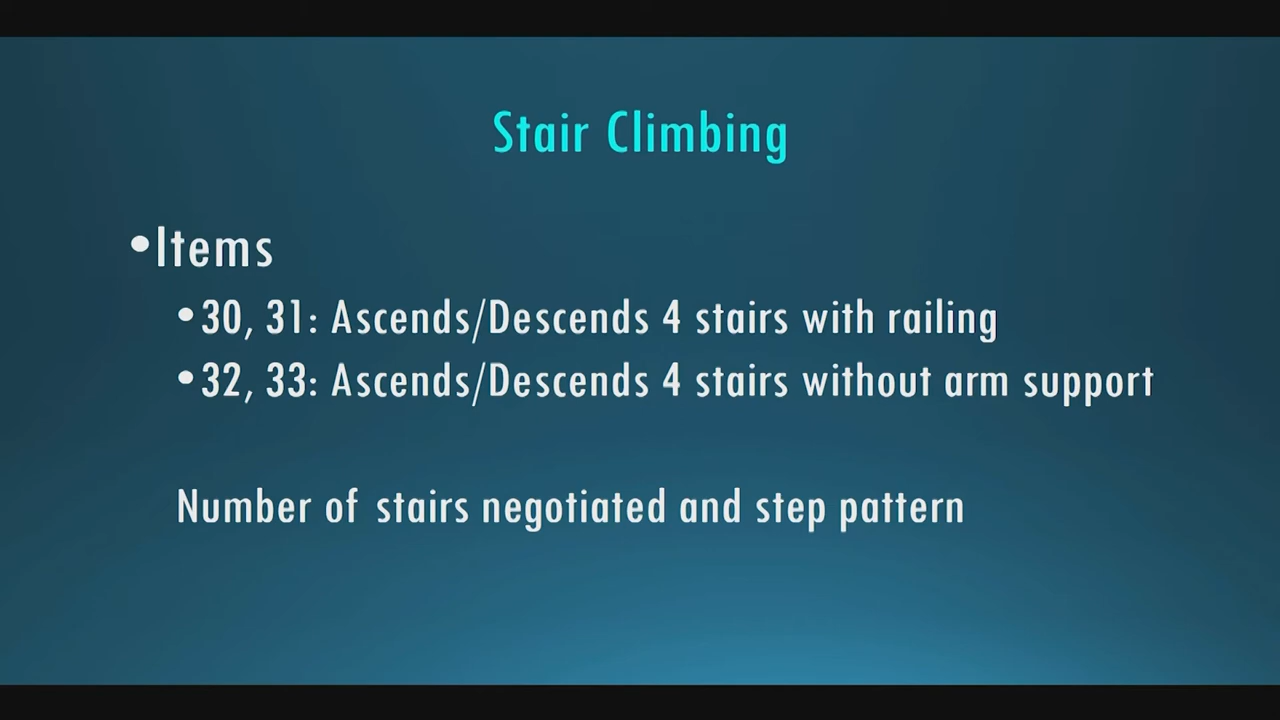 Stair Climbing
•Items
•30, 31: Ascends/Descends 4 stairs with railing
•32, 33: Ascends/Descends 4 stairs without arm support
Number of stairs negotiated and step pattern